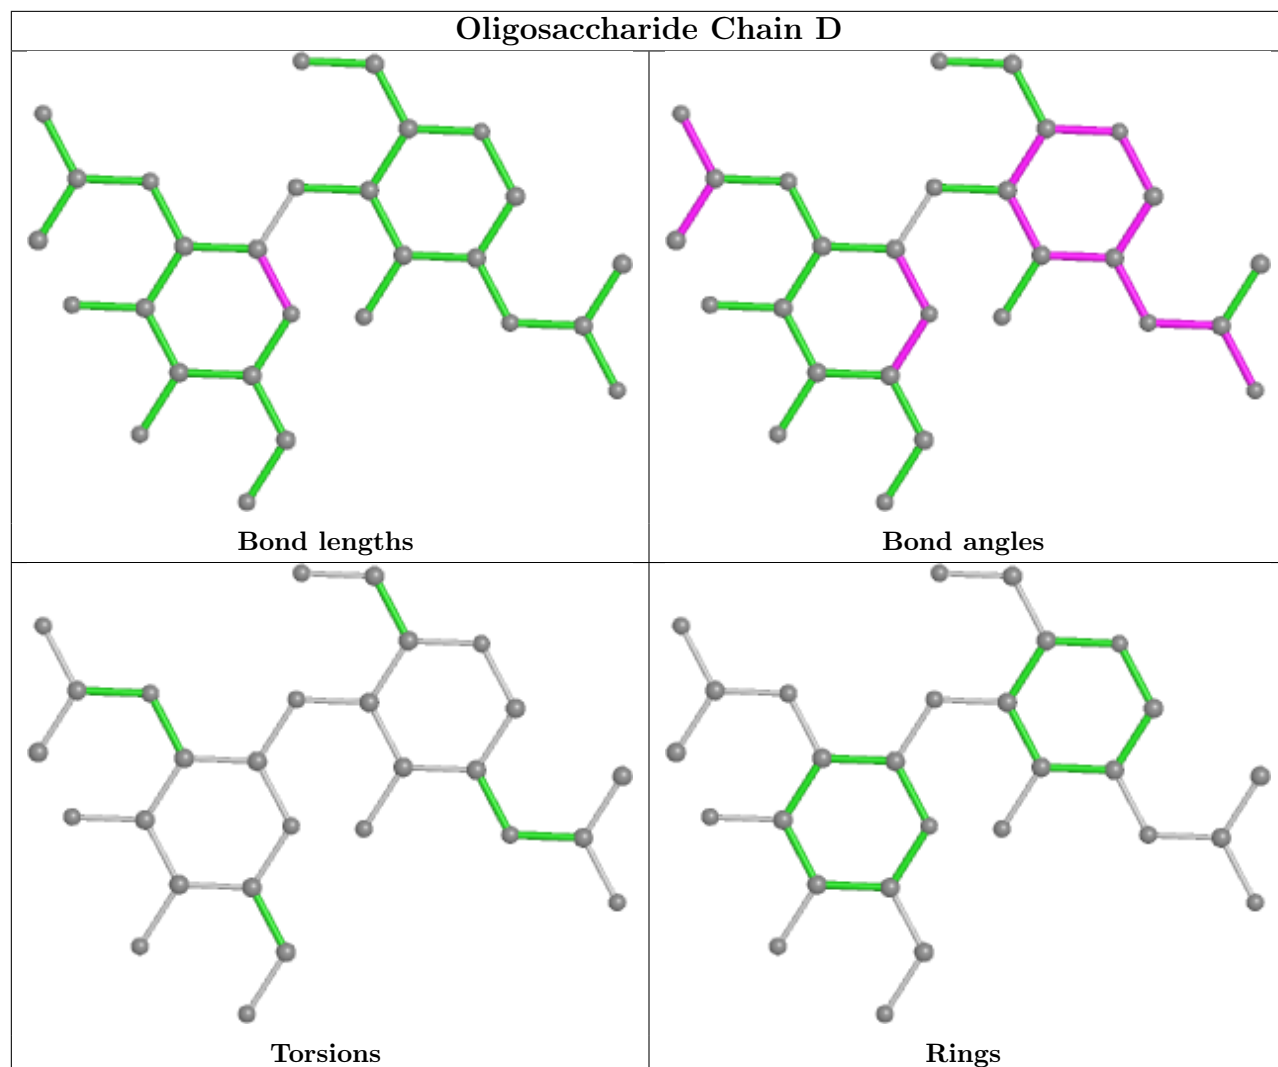 Oligosaccharide Chain D
Bond lengths
Bond angles
Torsions
Rings